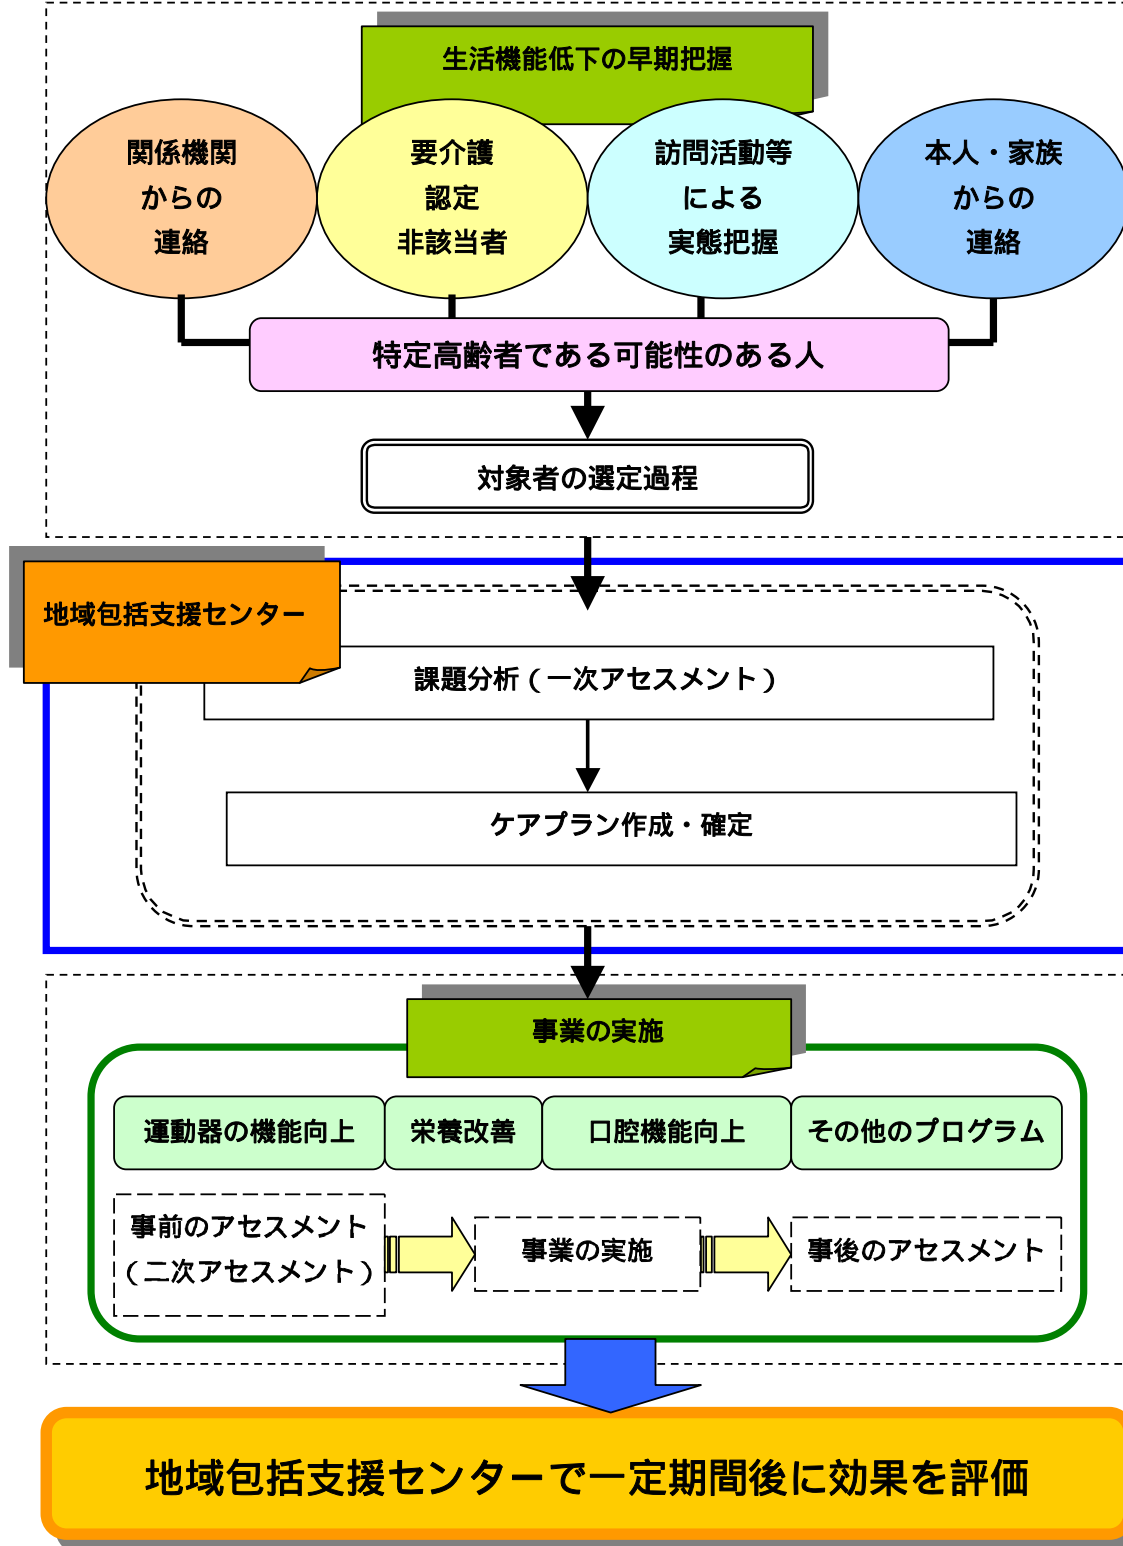 生活機能低下の早期把握
関係機関
からの
連絡
要介護
認定
非該当者
訪問活動等
による
実態把握
本人・家族
からの
連絡
特定高齢者である可能性のある人
対象者の選定過程
地域包括支援センター
課題分析（一次アセスメント）
ケアプラン作成・確定
事業の実施
運動器の機能向上
栄養改善
口腔機能向上
その他のプログラム
事前のアセスメント
（二次アセスメント）
事業の実施
事後のアセスメント
地域包括支援センターで一定期間後に効果を評価